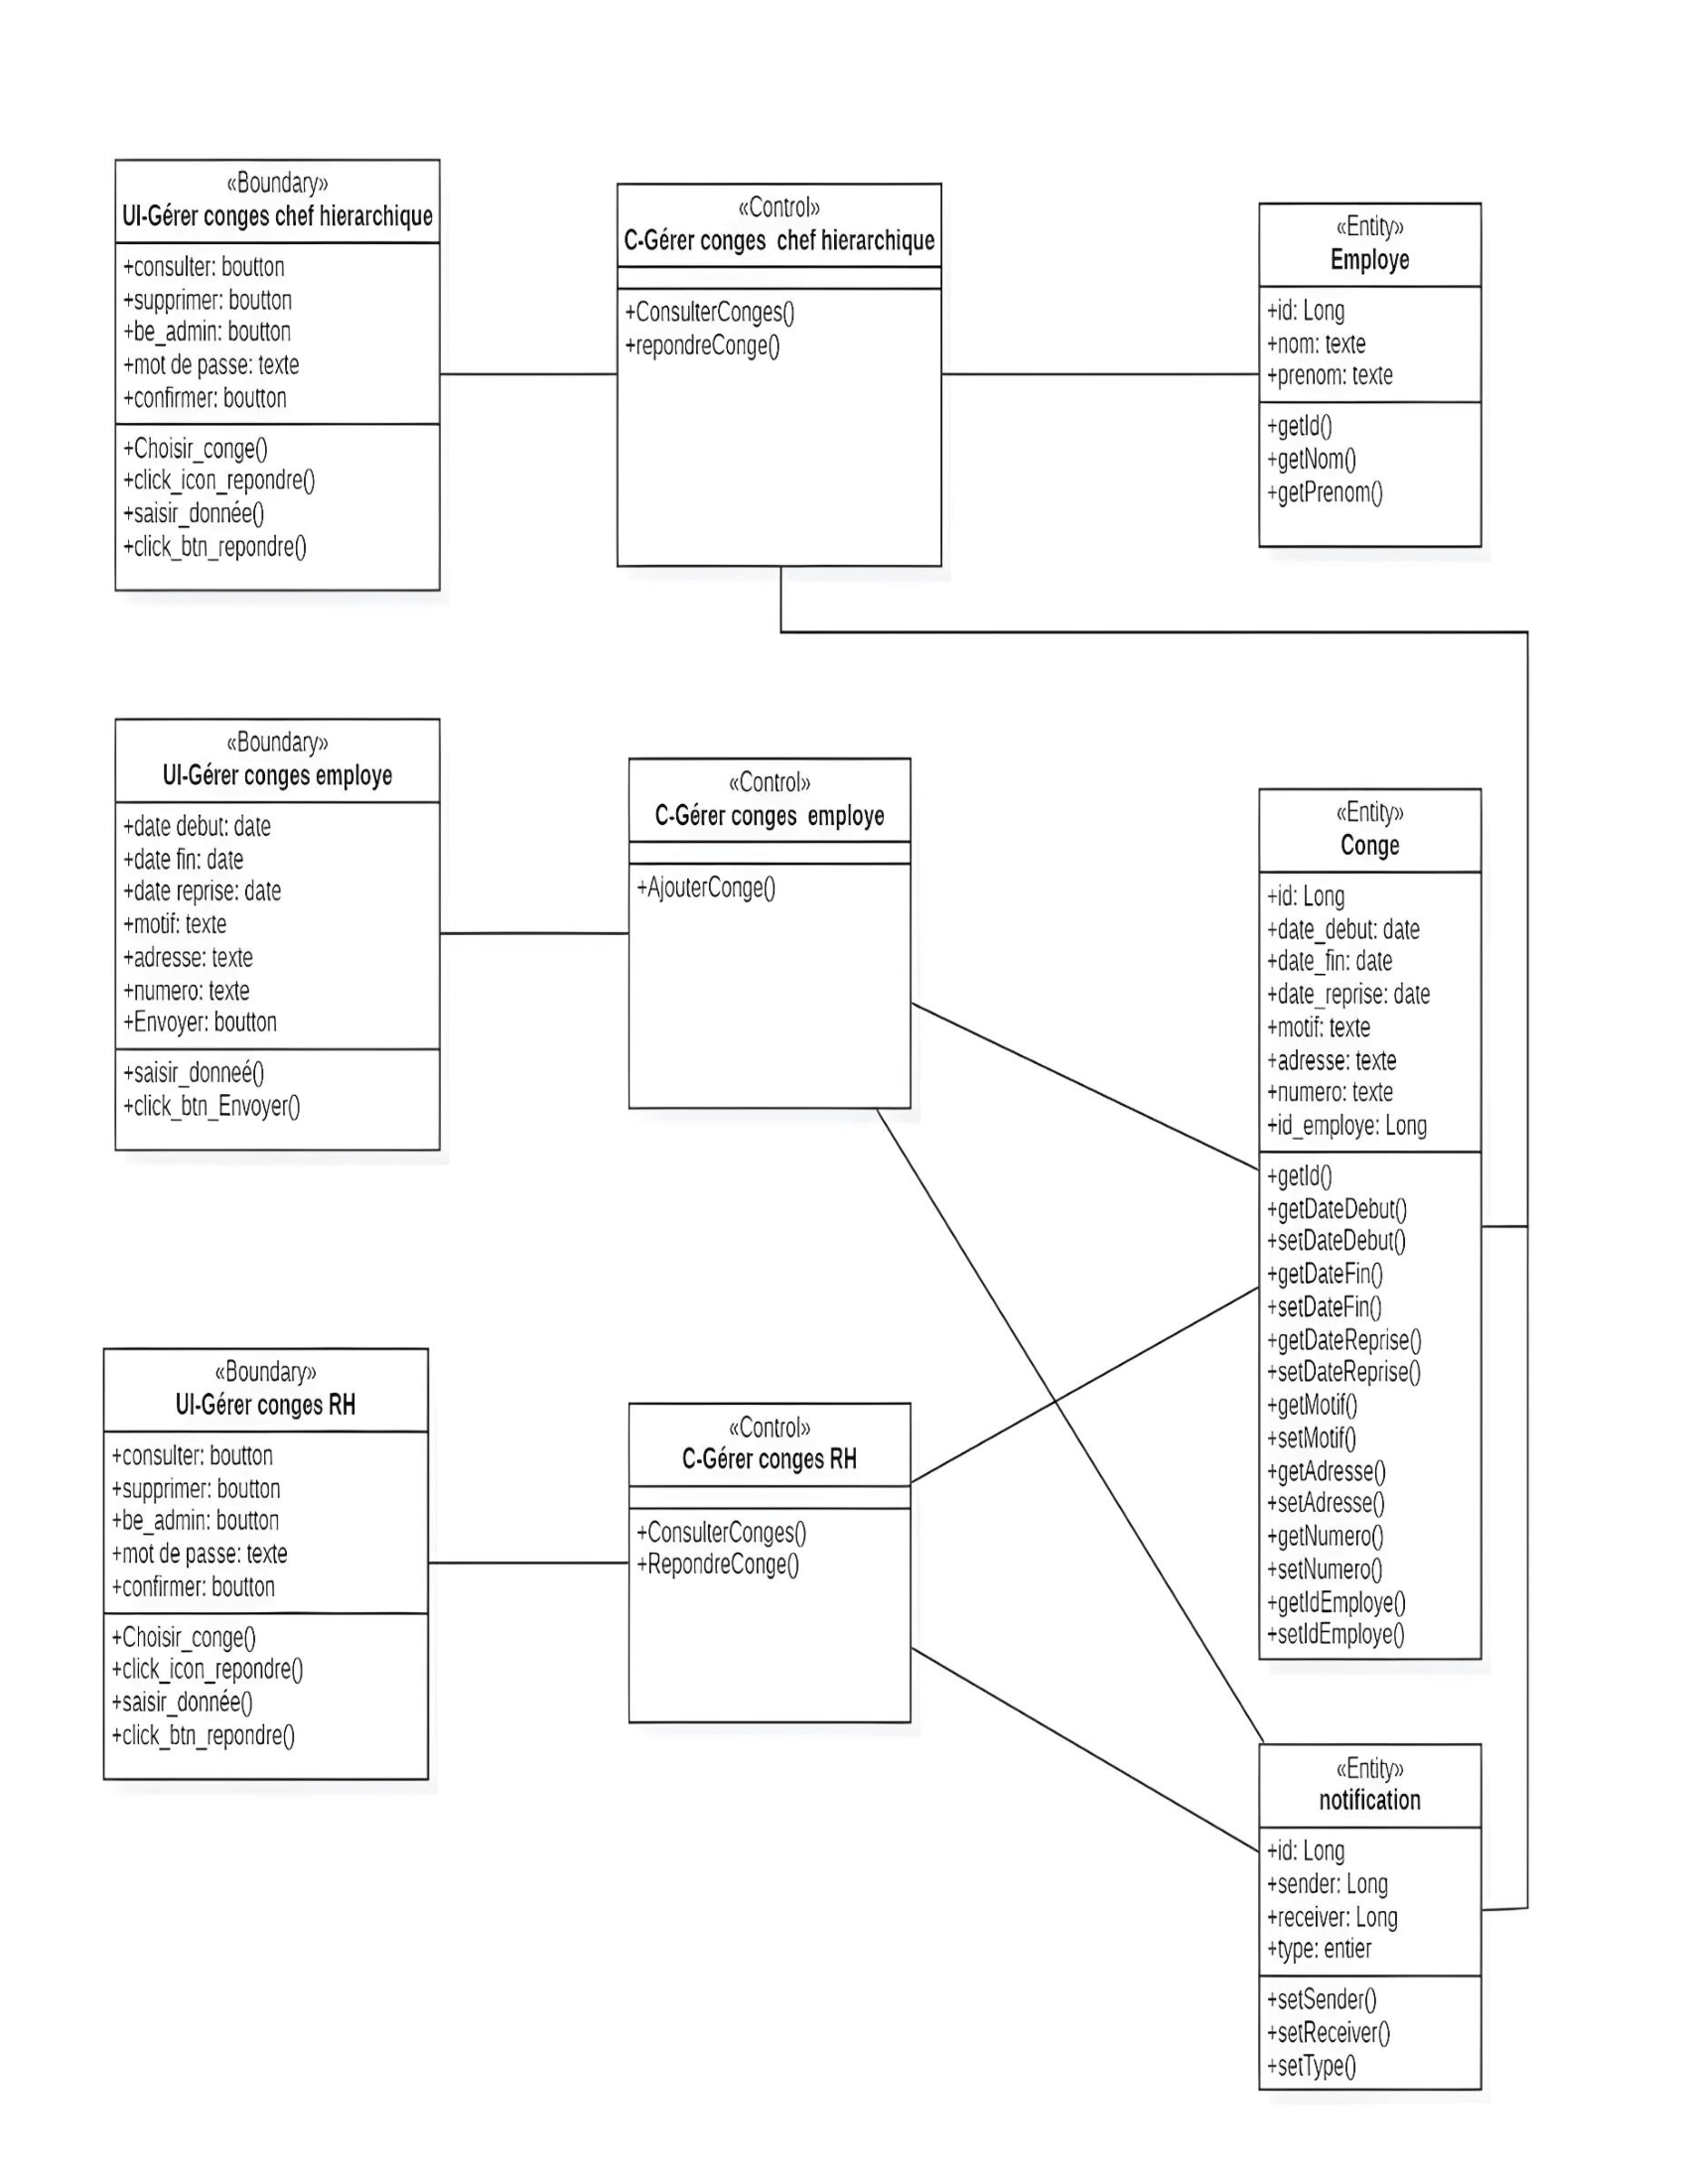 «Boundary»
UI-Gérer conges chef hierarchique
+consulter: boutton
+supprimer: boutton
+be_admin: boutton
+mot de passe: texte
+confirmer: boutton
+Choisir_conge()
+click_icon_repondre()
+saisir_donnée()
+click_btn_repondre()
«Control»
C-Gérer conges  chef hierarchique
+ConsulterConges()
+repondreConge()
«Entity»
Employe
+id: Long
+nom: texte
+prenom: texte
+getId()
+getNom()
+getPrenom()
«Boundary»
UI-Gérer conges employe
+date debut: date
+date fin: date
+date reprise: date
+motif: texte
+adresse: texte
+numero: texte
+Envoyer: boutton
+saisir_donneé()
+click_btn_Envoyer()
«Control»
C-Gérer conges  employe
+AjouterConge()
«Entity»
Conge
+id: Long
+date_debut: date
+date_fin: date
+date_reprise: date
+motif: texte
+adresse: texte
+numero: texte
+id_employe: Long
+getId()
+getDateDebut()
+setDateDebut()
+getDateFin()
+setDateFin()
+getDateReprise()
+setDateReprise()
+getMotif()
+setMotif()
+getAdresse()
+setAdresse()
+getNumero()
+setNumero()
+getIdEmploye()
+setIdEmploye()
«Boundary»
UI-Gérer conges RH
+consulter: boutton
+supprimer: boutton
+be_admin: boutton
+mot de passe: texte
+confirmer: boutton
+Choisir_conge()
+click_icon_repondre()
+saisir_donnée()
+click_btn_repondre()
«Control»
C-Gérer conges RH
+ConsulterConges()
+RepondreConge()
«Entity»
notification
+id: Long
+sender: Long
+receiver: Long
+type: entier
+setSender()
+setReceiver()
+setType()